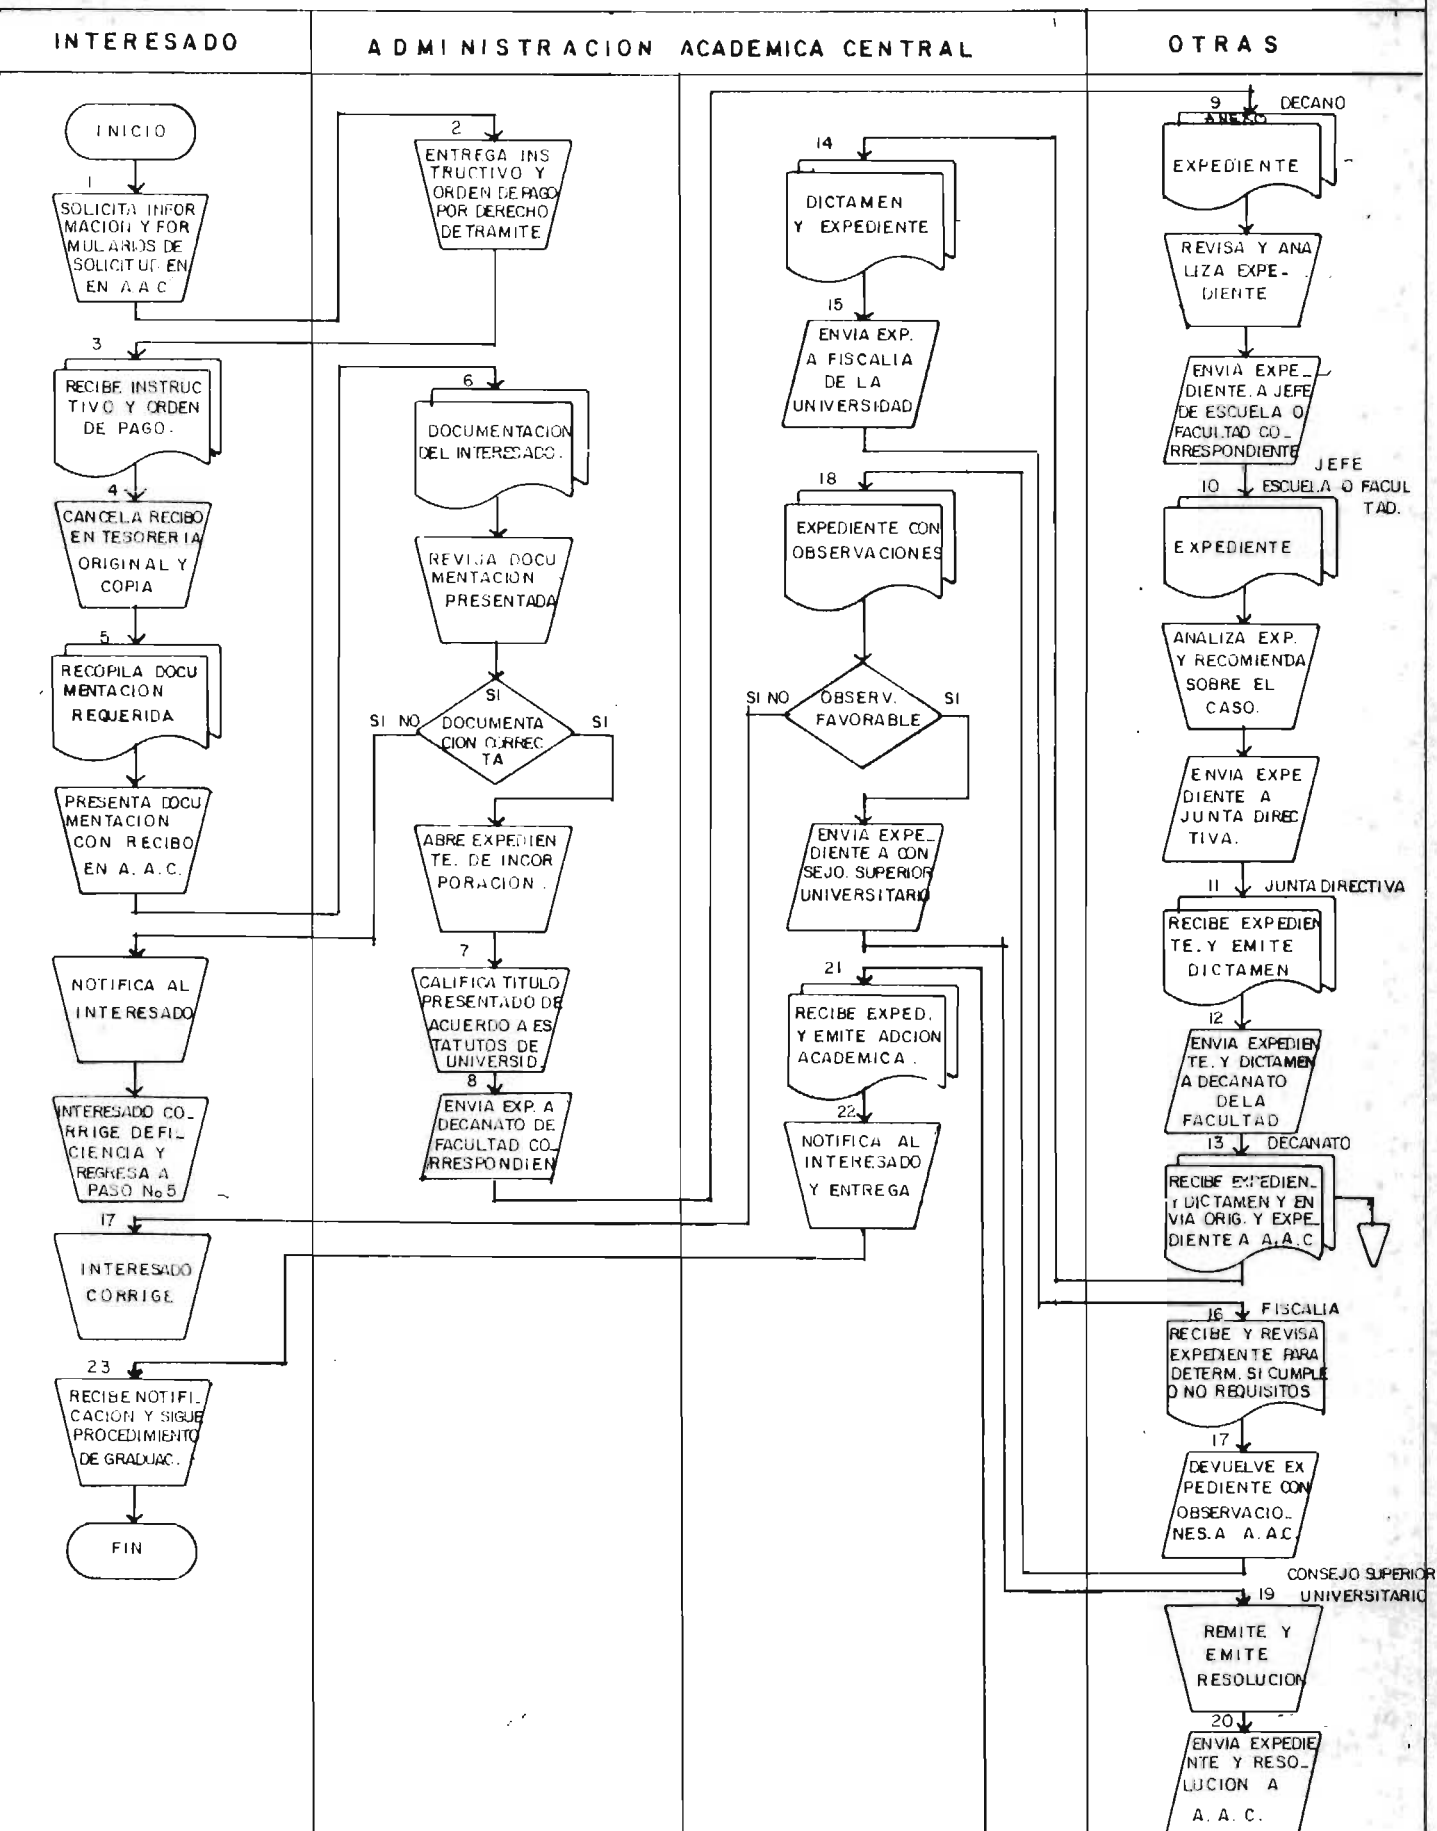 INTERESADO
ADMINISTRACION ACADEMICA CENTRAL
OTRAS
INICIO
1
SOLICITA INFOR
MACION Y FOR
MULARIOS DE
SOLICITUD EN
EN A A C
3
RECIBE INSTRUC
TIVO Y ORDEN
DE PAGO.
4
CANCELA RECIBO
EN TESORERIA
ORIGINAL Y
COPIA
5
RECOPILA DOCU
MENTACION
REQUERIDA
PRESENTA DOCU
MENTACION
CON RECIBO
EN A. A. C.
NOTIFICA AL
INTERESADO
INTERESADO CO_
RRIGE DEFI_
CIENCIA Y
REGRESA A
PASO No 5
17
INTERESADO
CORRIGE
23
RECIBE NOTIFI_
CACION Y SIGUE
PROCEDIMIENTO
DE GRADUAC.
FIN
2
ENTREGA INS
TRUCTIVO Y
ORDEN DE PAGO
POR DERECHO
DE TRAMITE
6
DOCUMENTACION
DEL INTERESADO.
REVISA DOCU
MENTACION
PRESENTADA
SI
SI NO
DOCUMENTA
CION CORREC
TA
SI
ABRE EXPEDIEN
TE. DE INCOR
PORACION.
7
CALIFICA TITULO
PRESENTADO DE
ACUERDO A ES
TATUTOS DE
UNIVERSID.
8
ENVIA EXP. A
DECANATO DE
FACULTAD CO_
RRESPONDIEN
14
DICTAMEN
Y EXPEDIENTE
15
ENVIA EXP.
A FISCALIA
DE LA
UNIVERSIDAD
18
EXPEDIENTE CON
OBSERVACIONES
SI NO
OBSERV.
FAVORABLE
SI
ENVIA EXPE_
DIENTE A CON
SEJO. SUPERIOR
UNIVERSITARIO
21
RECIBE EXPED.
Y EMITE ADCION
ACADEMICA.
22
NOTIFICA AL
INTERESADO
Y ENTREGA
9
DECANO
ANEXO
EXPEDIENTE
REVISA Y ANA
LIZA EXPE-
DIENTE
ENVIA EXPE_
DIENTE. A JEFE
DE ESCUELA O
FACULTAD CO_
RRESPONDIENTE
JEFE
10
ESCUELA O FACUL
TAD.
EXPEDIENTE
ANALIZA EXP.
Y RECOMIENDA
SOBRE EL
CASO.
ENVIA EXPE
DIENTE A
JUNTA DIREC
TIVA.
11
JUNTA DIRECTIVA
RECIBE EXPEDIEN
TE. Y EMITE
DICTAMEN
12
ENVIA EXPEDIEN
TE. Y DICTAMEN
A DECANATO
DE LA
FACULTAD
13
DECANATO
RECIBE EXPEDIEN_
Y DICTAMEN Y EN
VIA ORIG. Y EXPE_
DIENTE A A.A.C
16
FISCALIA
RECIBE Y REVISA
EXPEDIENTE PARA
DETERM. SI CUMPLE
O NO REQUISITOS
17
DEVUELVE EX
PEDIENTE CON
OBSERVACIO_
NES. A A. A.C.
CONSEJO SUPERIOR
UNIVERSITARIO
19
REMITE Y
EMITE
RESOLUCION
20
ENVIA EXPEDIE
NTE Y RESO_
LUCION A
A. A. C.